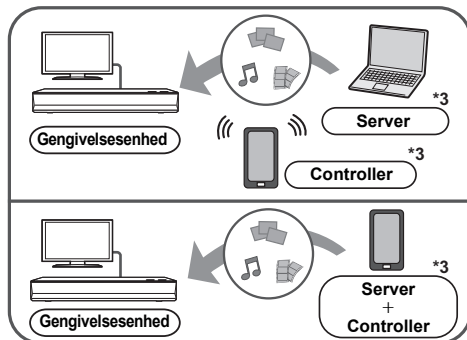 *3
Server
Gengivelsesenhed
*3
Controller
*3
Server
+
Controller
Gengivelsesenhed